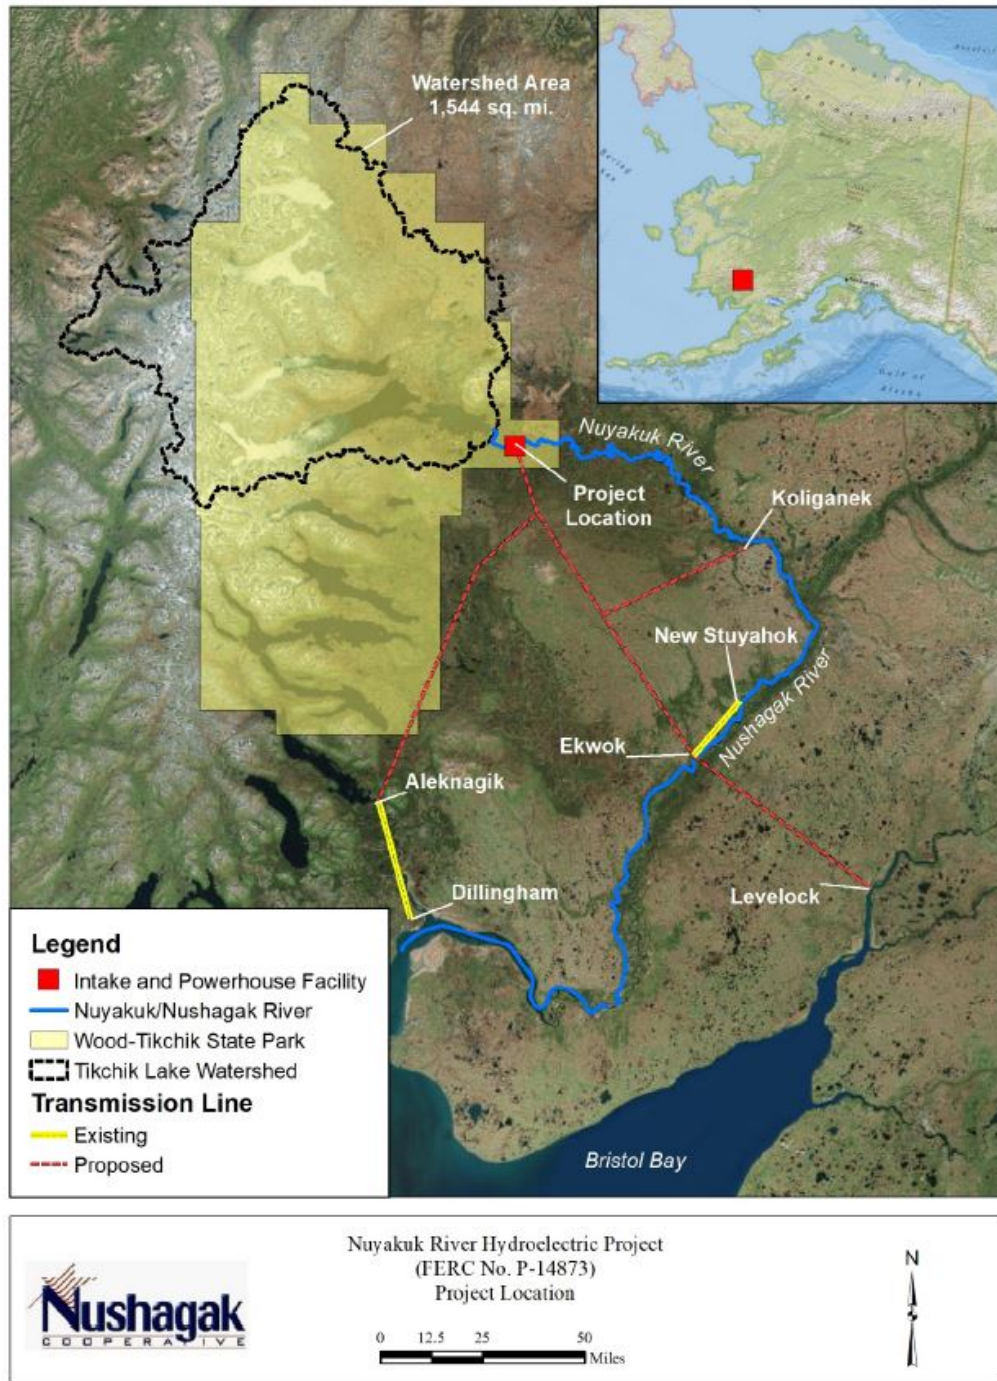 Watershed Area
1,544 sq. mi.
Bering
Sea
Gulf of
Alaska
Nuyakuk River
Project
Location
Koliganek
New Stuyahok
Nushagak River
Ekwok
Aleknagik
Dillingham
Levelock
Bristol Bay
Legend
Intake and Powerhouse Facility
Nuyakuk/Nushagak River
Wood-Tikchik State Park
Tikchik Lake Watershed
Transmission Line
Existing
Proposed
Nushagak
COOPERATIVE
Nuyakuk River Hydroelectric Project
(FERC No. P-14873)
Project Location
0 12.5 25 50
Miles
N